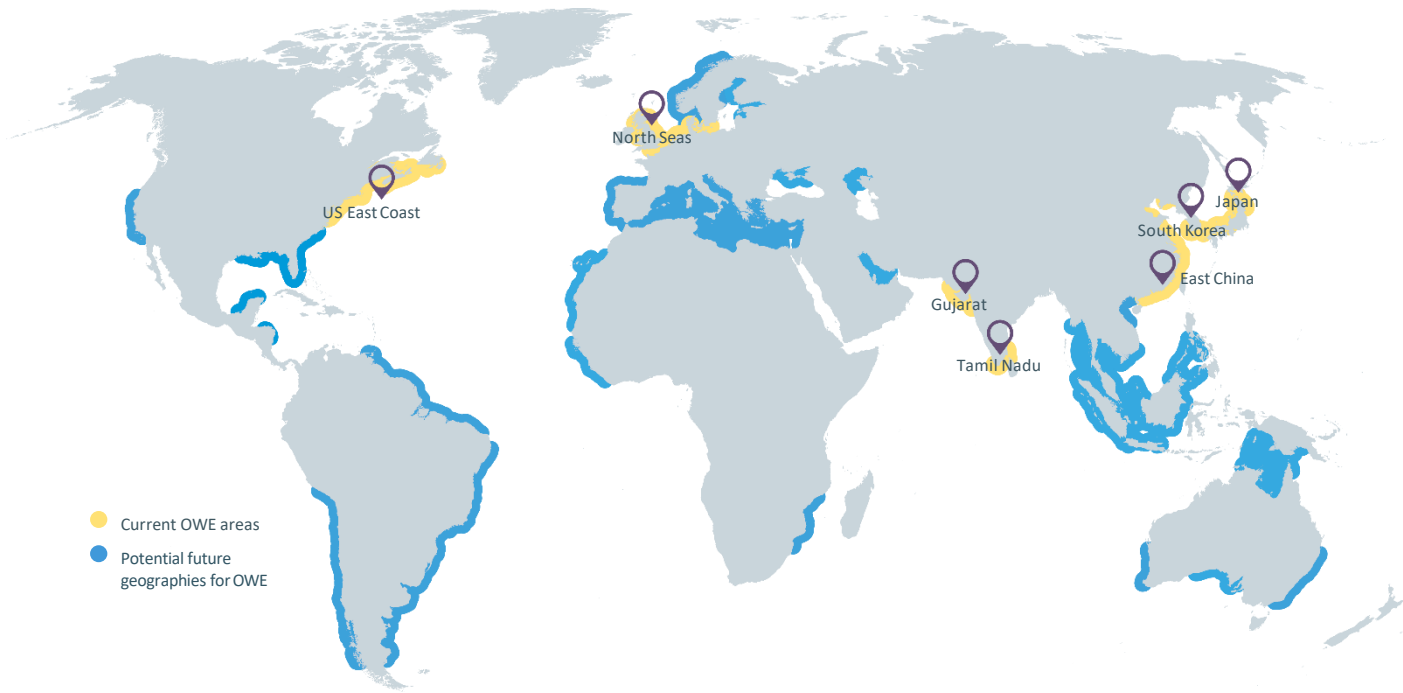 North Seas
US East Coast
Japan
South Korea
East China
Gujarat
Tamil Nadu
Current OWE areas
Potential future
geographies for OWE